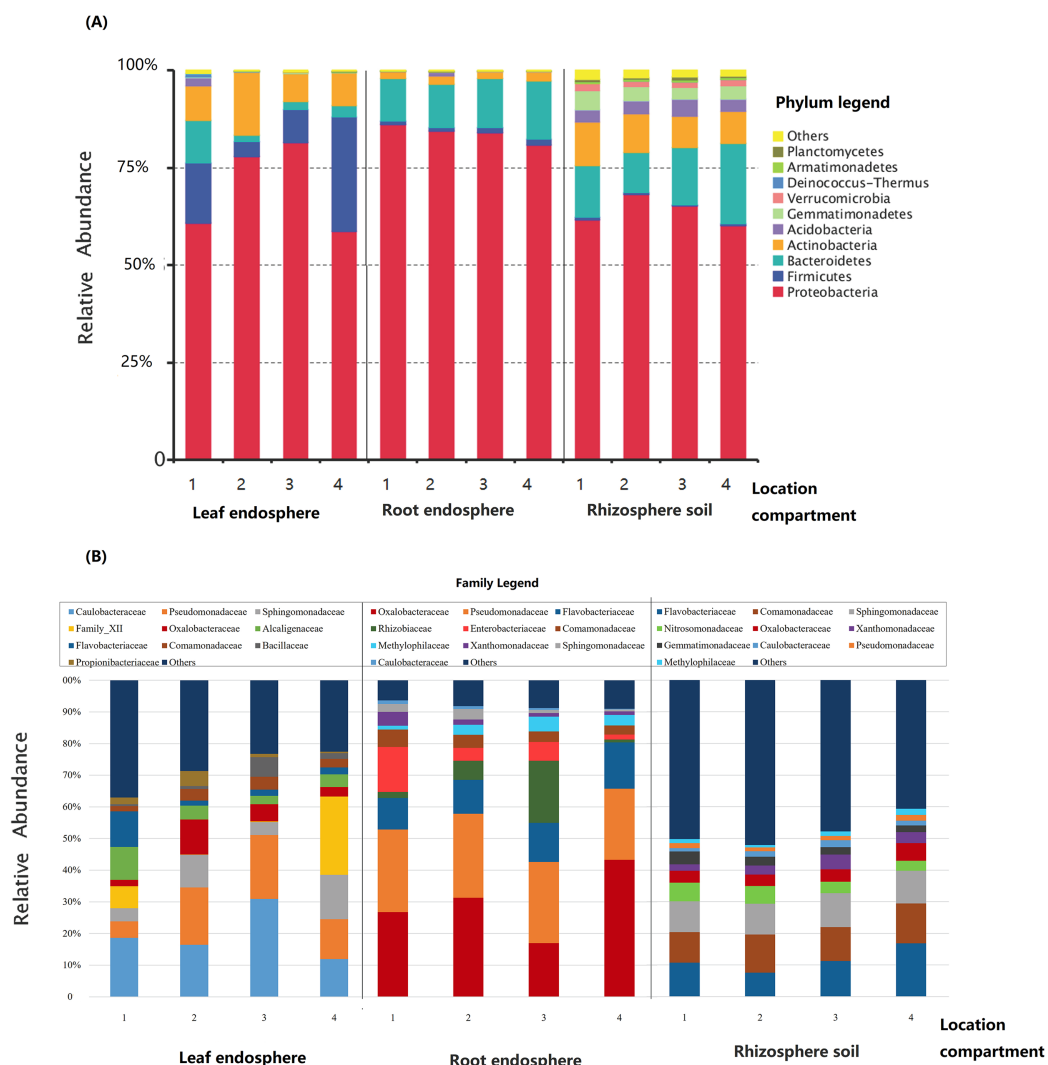 (A)
100%
75%
50%
25%
0
Relative Abundance
1 2 3 4 1 2 3 4 1 2 3 4
Leaf endosphere Root endosphere Rhizosphere soil
Location
compartment
Phylum legend
Others
Planctomycetes
Armatimonadetes
Deinococcus-Thermus
Verrucomicrobia
Gemmatimonadetes
Acidobacteria
Actinobacteria
Bacteroidetes
Firmicutes
Proteobacteria
(B)
Family Legend
Caulobacteraceae Pseudomonadaceae Sphingomonadaceae
Family_XII Oxalobacteraceae Alcaligenaceae
Flavobacteriaceae Comamonadaceae Bacillaceae
Propionibacteriaceae Others
Oxalobacteraceae Pseudomonadaceae Flavobacteriaceae
Rhizobiaceae Enterobacteriaceae Comamonadaceae
Methylophilaceae Xanthomonadaceae Sphingomonadaceae
Caulobacteraceae Others
Flavobacteriaceae Comamonadaceae Sphingomonadaceae
Nitrosomonadaceae Oxalobacteraceae Xanthomonadaceae
Gemmatimonadaceae Caulobacteraceae Pseudomonadaceae
Methylophilaceae Others
00%
90%
80%
70%
60%
50%
40%
30%
20%
10%
0
Relative Abundance
1 2 3 4 1 2 3 4 1 2 3 4
Leaf endosphere Root endosphere Rhizosphere soil
Location
compartment